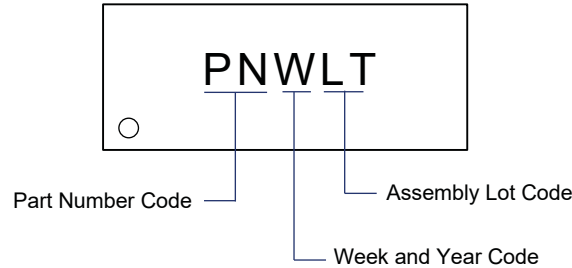 PNWLT
Part Number Code
Assembly Lot Code
Week and Year Code